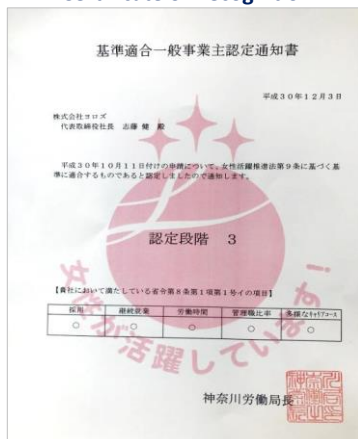 基準適合一般事業主認定通知書
平成30年12月3日
株式会社ヨロズ
代表取締役社長 志藤 健 殿
平成30年10月11日付けの申請について、女性活躍推進法第9条に基づく基
準に適合するものであると認定しましたので通知します。
認定段階 3
【貴社において満たしている省令第8条第1項第1号イの項目】
採用 継続就業 労働時間 管理職比率 多様なキャリアコース
○ ○ ○ ○ ○
女性が活躍しています!
神奈川労働局長